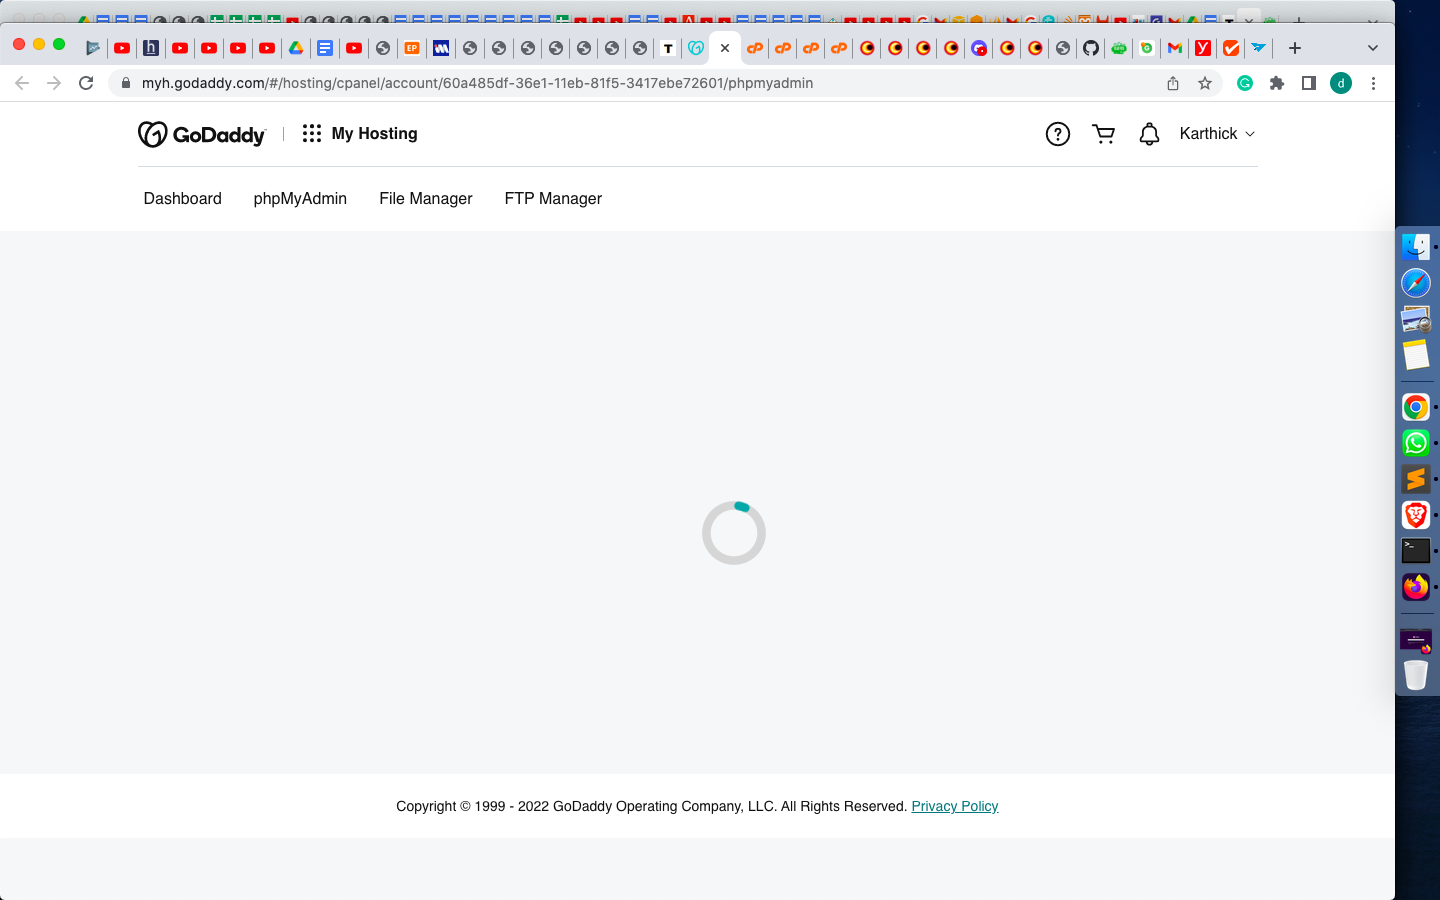 myh.godaddy.com/#/hosting/cpanel/account/60a485df-36e1-11eb-81f5-3417ebe72601/phpmyadmin
d
GoDaddy My Hosting Karthick
Dashboard phpMyAdmin File Manager FTP Manager
Copyright © 1999 - 2022 GoDaddy Operating Company, LLC. All Rights Reserved. Privacy Policy